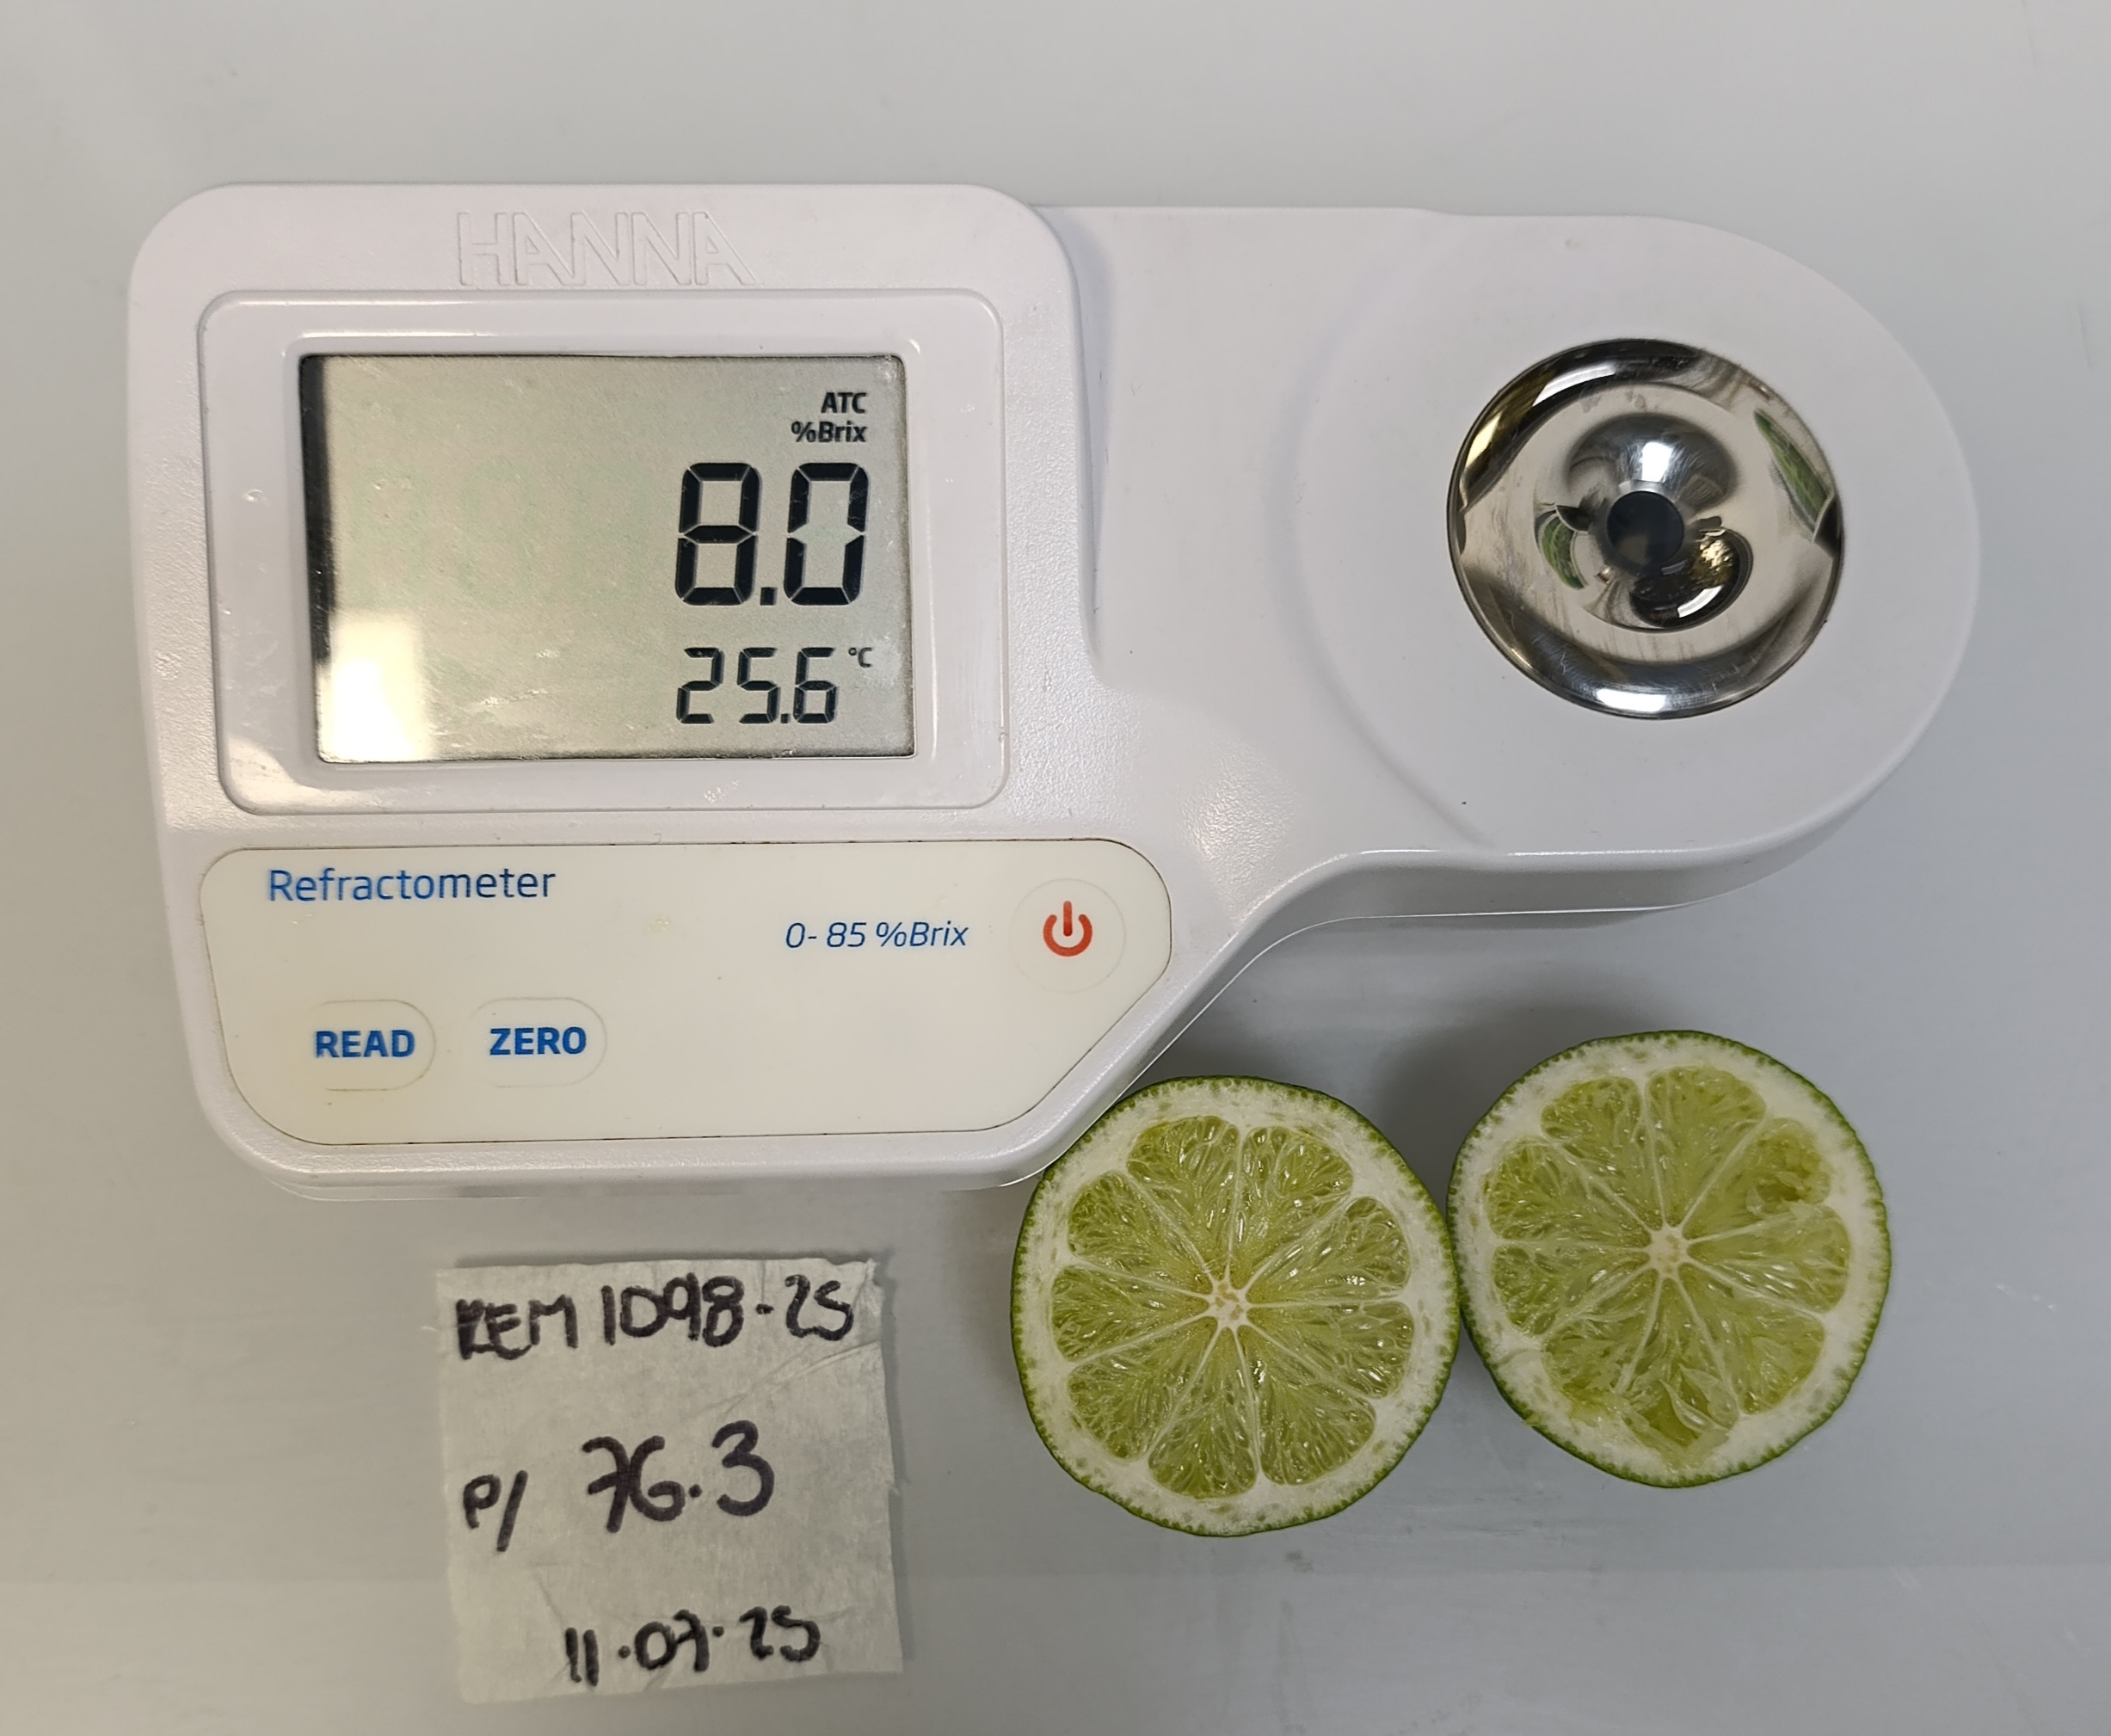 HANNA
ATC
%Brix
8.0
25.6 °C
Refractometer
0-85 %Brix
READ ZERO
REM 1098-25
P/ 76.3
11.07.25